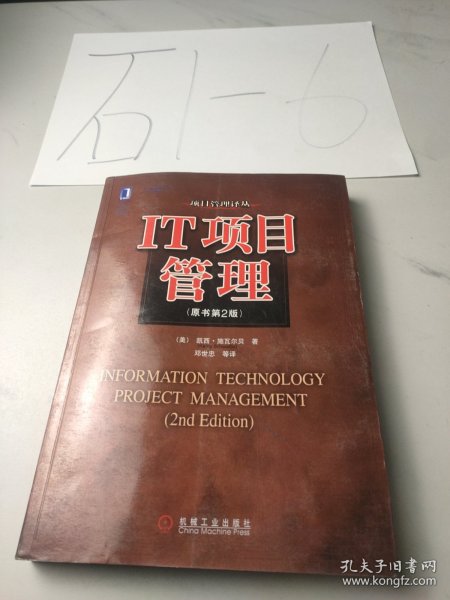 石1-6
项目管理译丛
IT项目
管理
(原书第2版)
(美) 凯西·施瓦尔贝 著
邓世忠 等译
INFORMATION TECHNOLOGY
PROJECT MANAGEMENT
(2nd Edition)
机械工业出版社
China Machine Press
孔夫子旧书网
www.kongfz.com